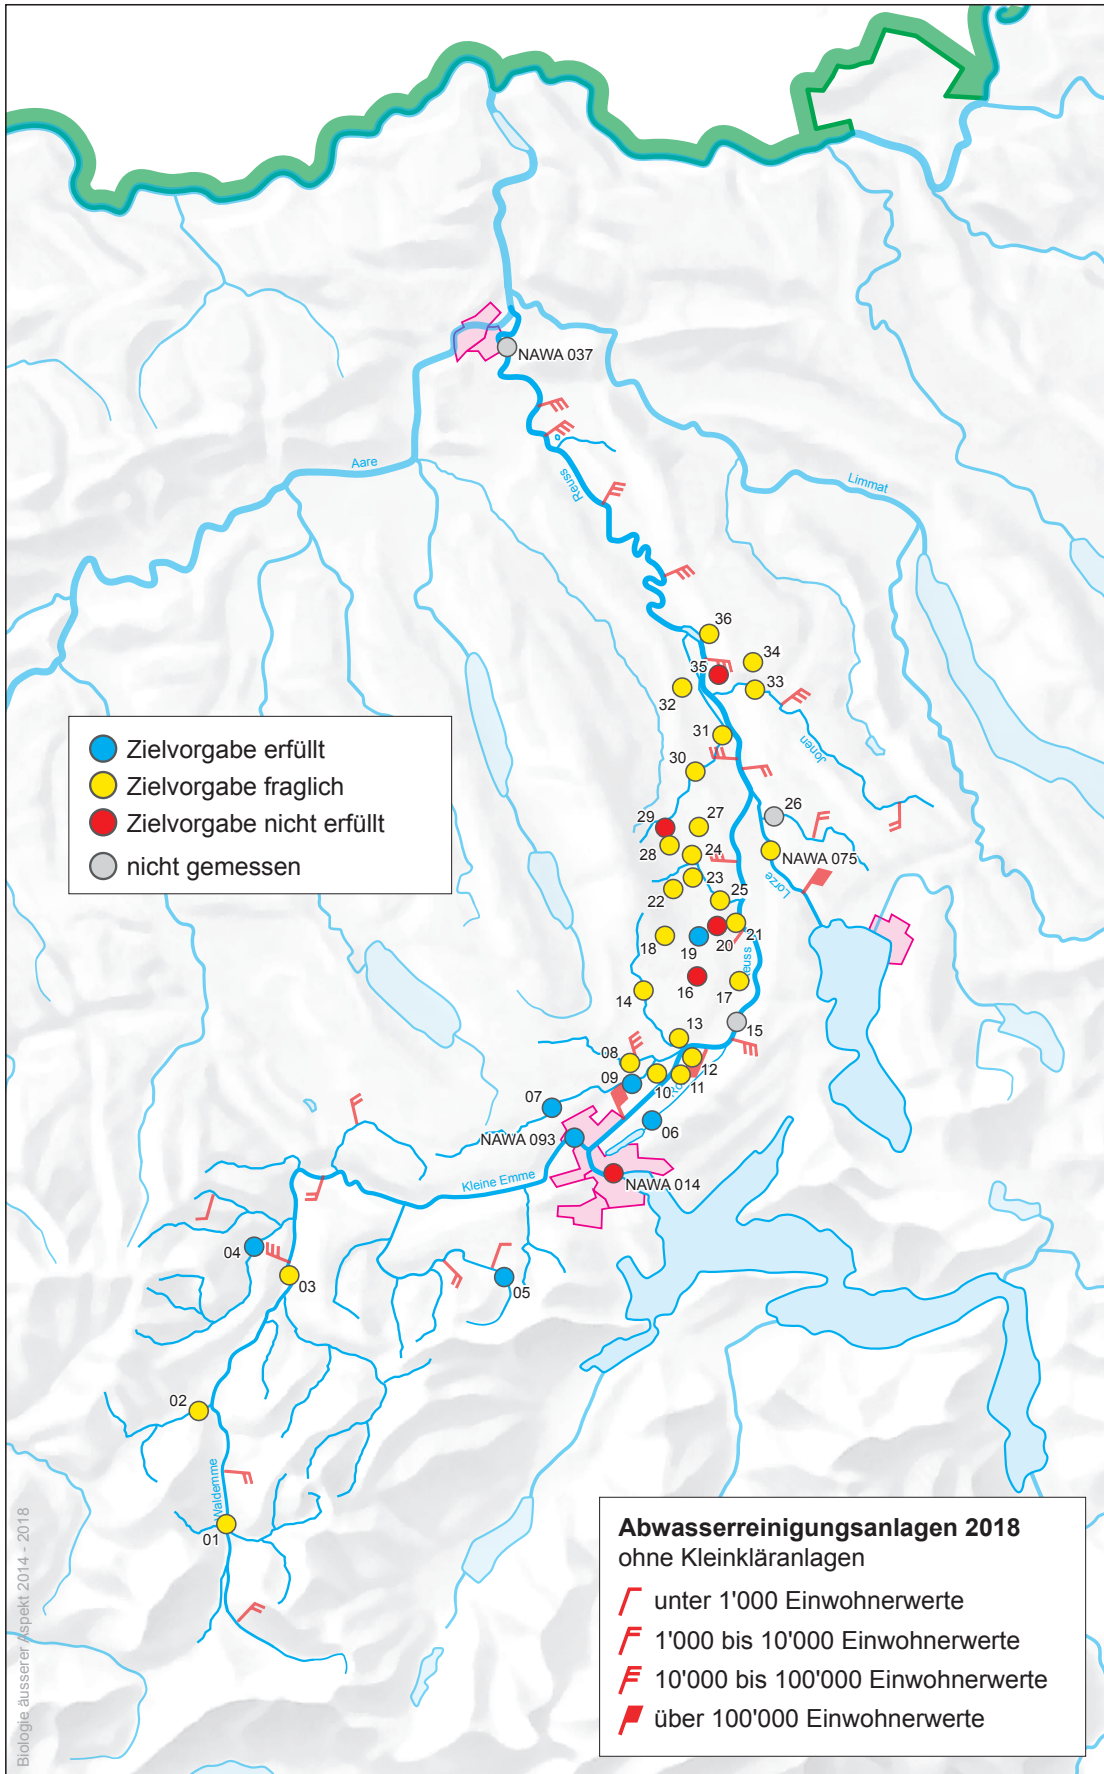 NAWA 037
Aare
Reuss
Limmat
36
34
35
33
32
31
Jonen
30
26
29
27
28
24
NAWA 075
23
Lorze
22
25
18
19
20
21
euss
16
17
14
13
15
08
12
09
10
11
07
Ro
06
NAWA 093
NAWA 014
Kleine Emme
04
03
05
02
Waldemme
01
Zielvorgabe erfüllt
Zielvorgabe fraglich
Zielvorgabe nicht erfüllt
nicht gemessen
Abwasserreinigungsanlagen 2018
ohne Kleinkläranlagen
unter 1'000 Einwohnerwerte
1'000 bis 10'000 Einwohnerwerte
10'000 bis 100'000 Einwohnerwerte
über 100'000 Einwohnerwerte
Biologie äusserer Aspekt 2014 - 2018